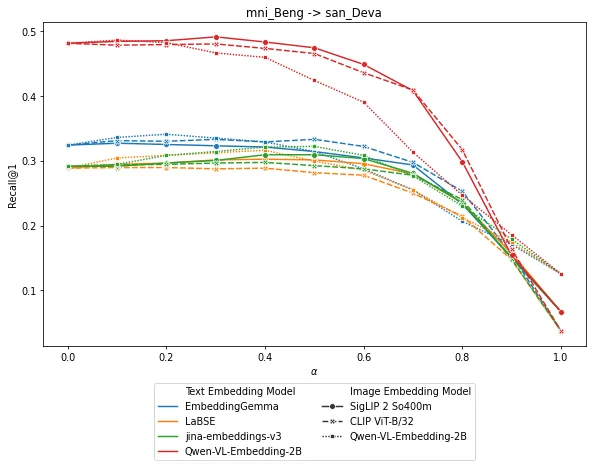 mni_Beng -> san_Deva
Recall@1
0.5
0.4
0.3
0.2
0.1
0.0 0.2 0.4 0.6 0.8 1.0
α
Text Embedding Model
EmbeddingGemma
LaBSE
jina-embeddings-v3
Qwen-VL-Embedding-2B
Image Embedding Model
SigLIP 2 So400m
CLIP ViT-B/32
Qwen-VL-Embedding-2B